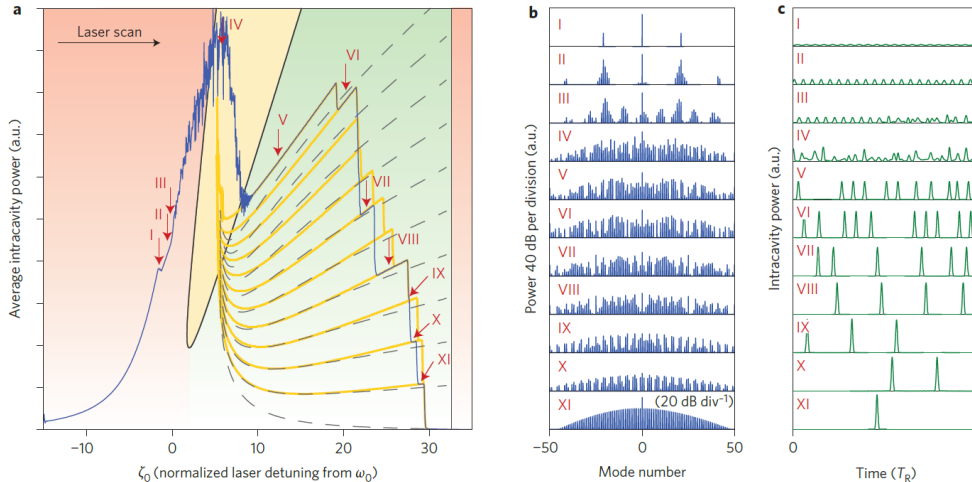 a
Laser scan
Average intracavity power (a.u.)
I
II
III
IV
V
VI
VII
VIII
IX
X
XI
−10
0
10
20
30
ζ0 (normalized laser detuning from ω0)
b
Power 40 dB per division (a.u.)
I
II
III
IV
V
VI
VII
VIII
IX
X
(20 dB div−1)
XI
−50
0
50
Mode number
c
Intracavity power (a.u.)
I
II
III
IV
V
VI
VII
VIII
IX
X
XI
Time (TR)